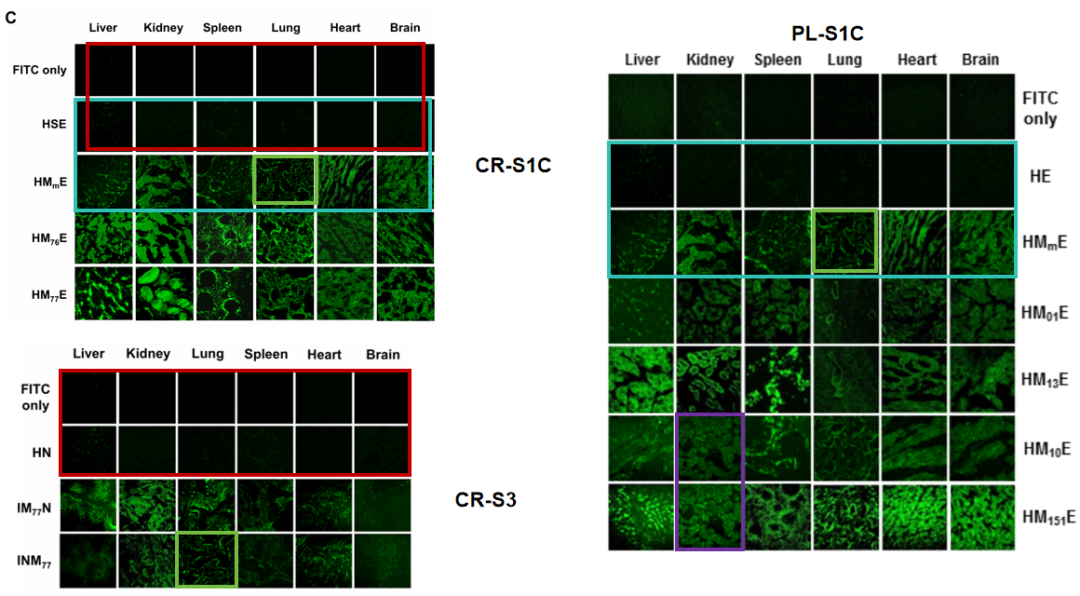 C
Liver Kidney Spleen Lung Heart Brain
FITC only
HSE
HMmE
HM76E
HM77E
CR-S1C
Liver Kidney Lung Spleen Heart Brain
FITC
only
HN
IM77N
INM77
CR-S3
PL-S1C
Liver Kidney Spleen Lung Heart Brain
FITC
only
HE
HMmE
HM01E
HM13E
HM10E
HM151E